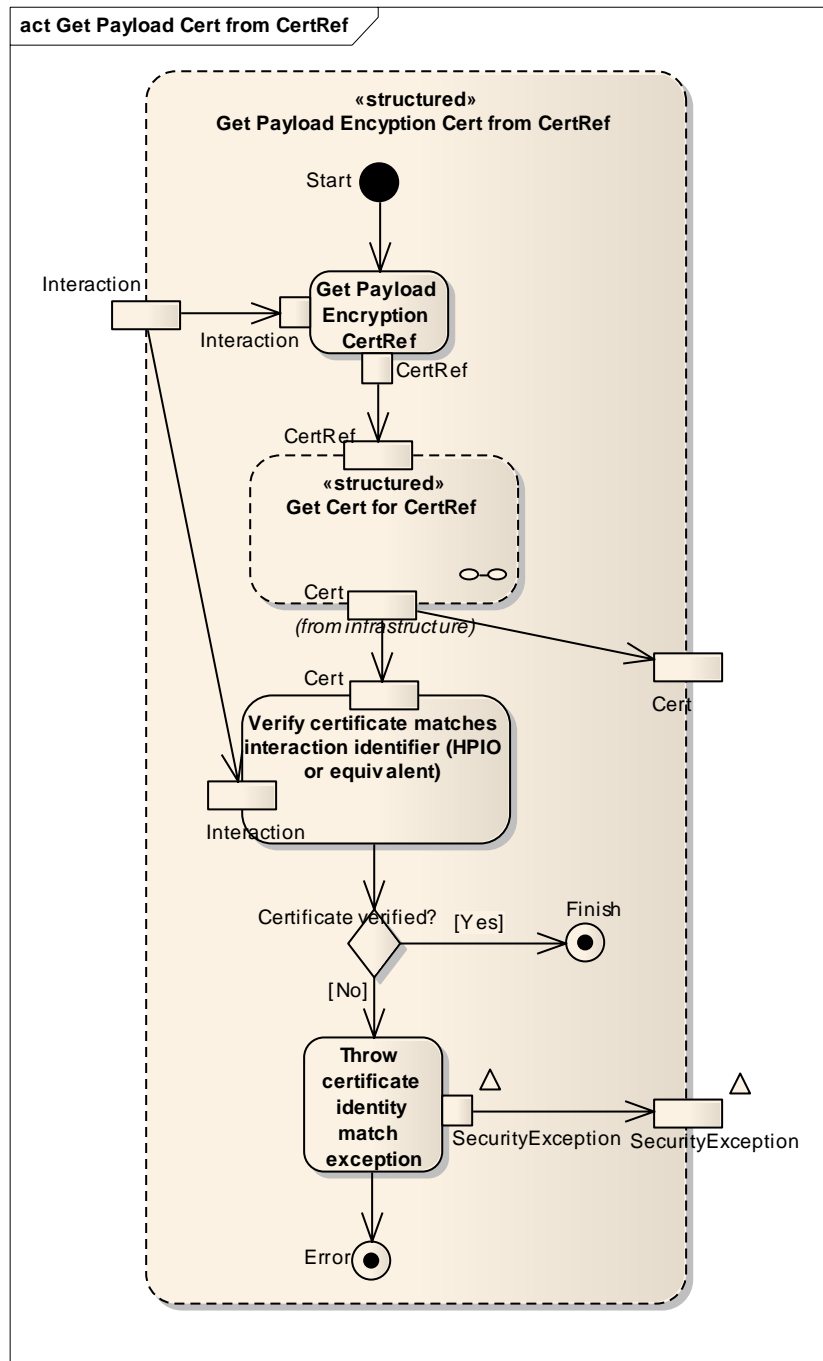 act Get Payload Cert from CertRef
«structured»
Get Payload Encyption Cert from CertRef
Start
Interaction
Get Payload
Encryption
CertRef
Interaction
CertRef
CertRef
«structured»
Get Cert for CertRef
Cert
(from infrastructure)
Cert
Cert
Verify certificate matches
interaction identifier (HPIO
or equivalent)
Interaction
Certificate verified?
[Yes]
Finish
[No]
Throw
certificate
identity
match
exception
SecurityException
SecurityException
Error